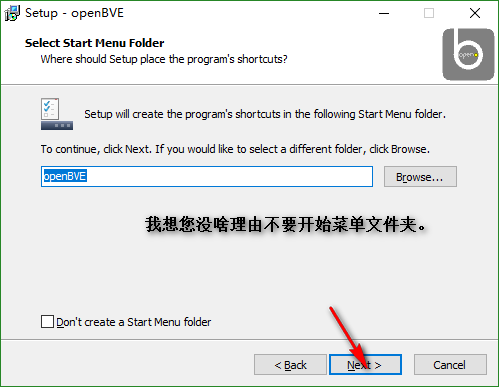 Setup - openBVE
Select Start Menu Folder
Where should Setup place the program's shortcuts?
open
Setup will create the program's shortcuts in the following Start Menu folder.
To continue, click Next. If you would like to select a different folder, click Browse.
openBVE
Browse...
我想您没啥理由不要开始菜单文件夹。
Don't create a Start Menu folder
< Back
Next >
Cancel